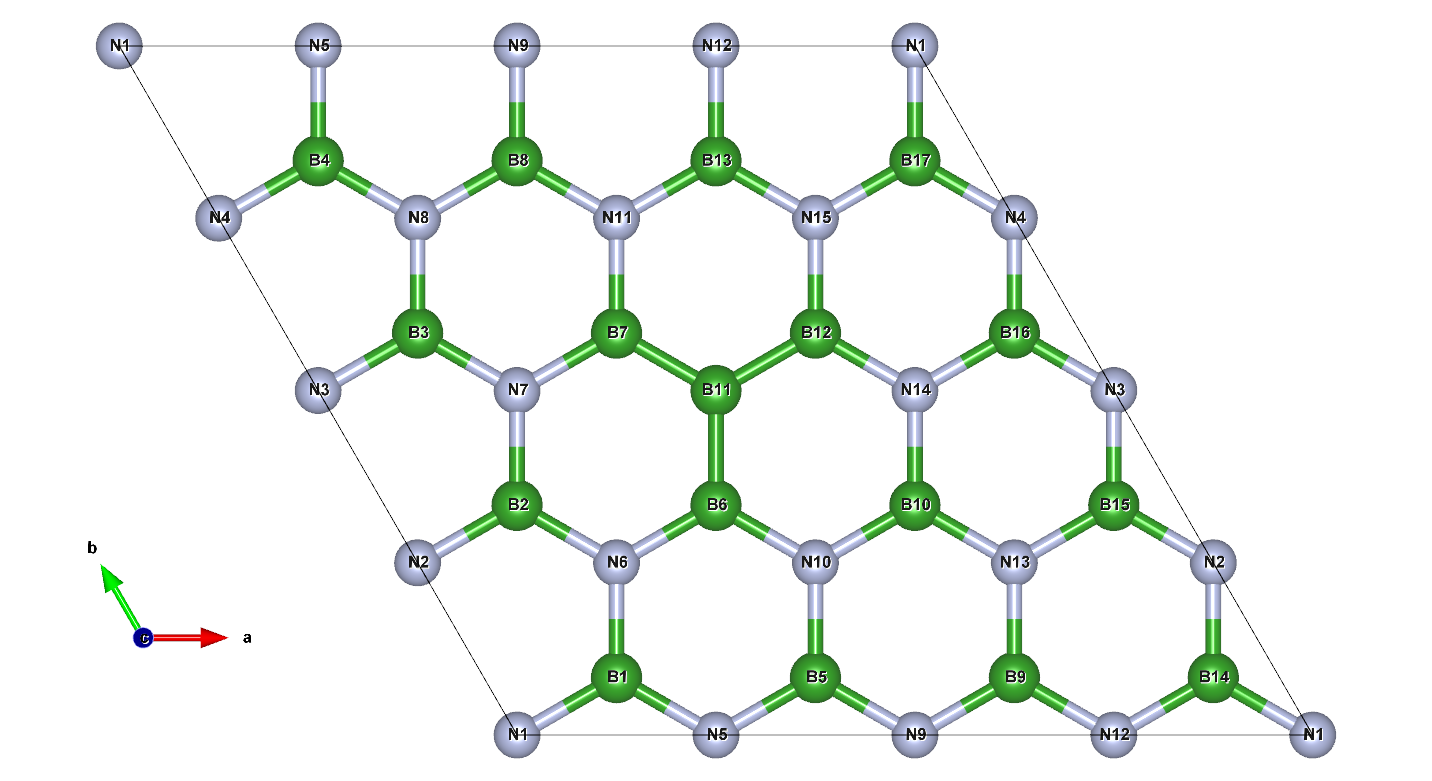 N1 N5 N9 N12 N1
B4 B8 B13 B17
N4 N8 N11 N15 N4
B3 B7 B12 B16
N3 N7 B11 N14 N3
B2 B6 B10 B15
b
N2 N6 N10 N13 N2
c a
B1 B5 B9 B14
N1 N5 N9 N12 N1